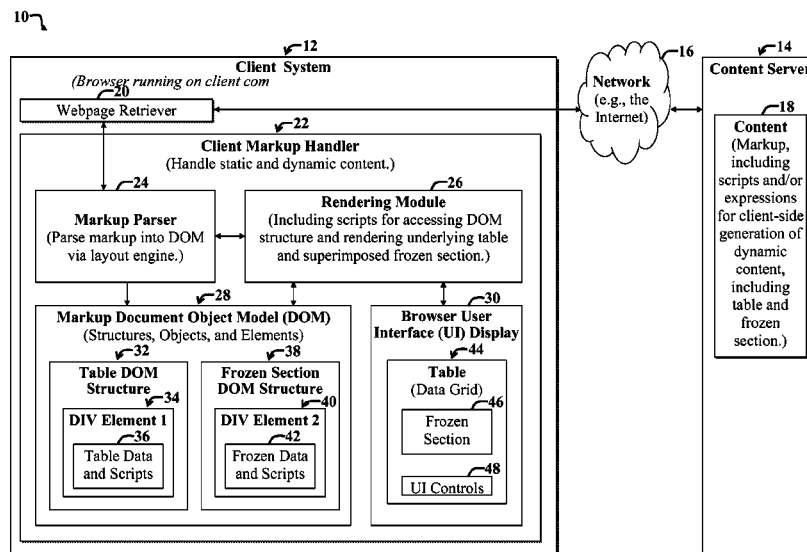 10
12
Client System
(Browser running on client com
20
Webpage Retriever
22
Client Markup Handler
(Handle static and dynamic content.)
24
Markup Parser
(Parse markup into DOM
via layout engine.)
26
Rendering Module
(Including scripts for accessing DOM
structure and rendering underlying table
and superimposed frozen section.)
28
Markup Document Object Model (DOM)
(Structures, Objects, and Elements)
32
Table DOM
Structure
34
DIV Element 1
36
Table Data
and Scripts
38
Frozen Section
DOM Structure
40
DIV Element 2
42
Frozen Data
and Scripts
30
Browser User
Interface (UI) Display
44
Table
(Data Grid)
46
Frozen
Section
48
UI Controls
16
Network
(e.g., the
Internet)
14
Content Server
18
Content
(Markup,
including
scripts and/or
expressions
for client-side
generation of
dynamic
content,
including
table and
frozen
section.)